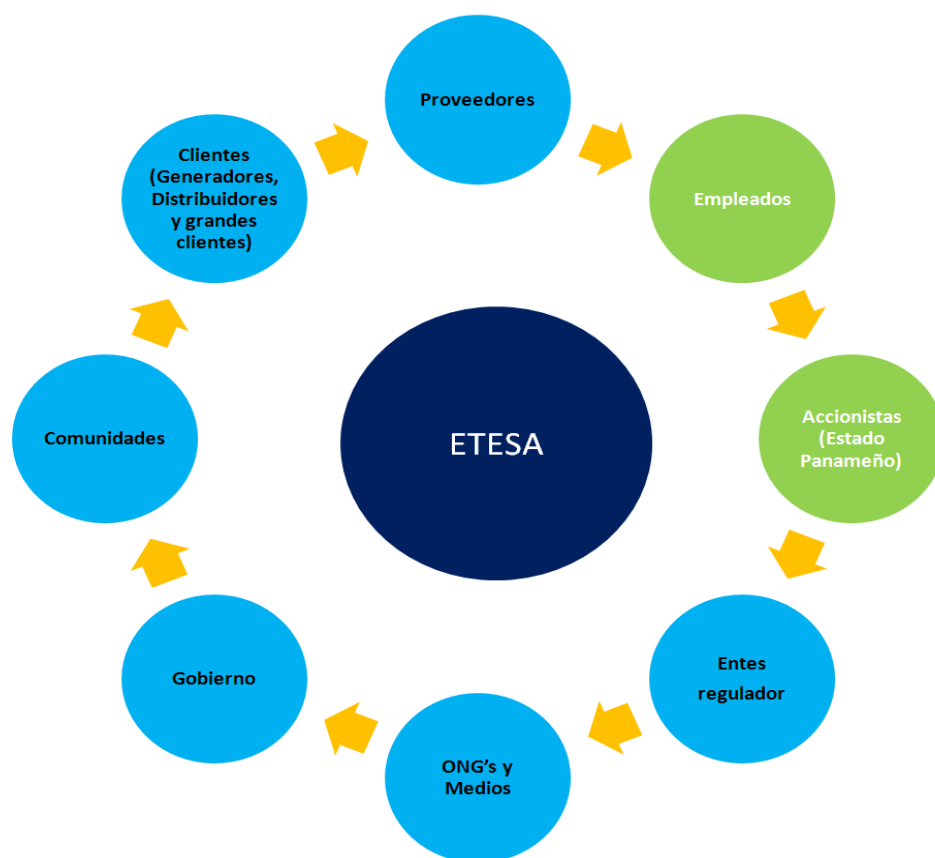 Proveedores
Empleados
Accionistas
(Estado
Panameño)
Entes
regulador
ONG’s y
Medios
Gobierno
Comunidades
Clientes
(Generadores,
Distribuidores
y grandes
clientes)
ETESA